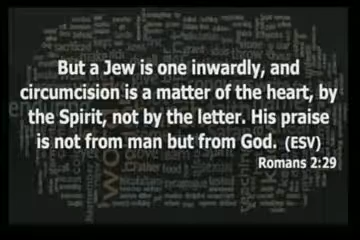 But a Jew is one inwardly, and
circumcision is a matter of the heart, by
the Spirit, not by the letter. His praise
is not from man but from God. (ESV)
Romans 2:29